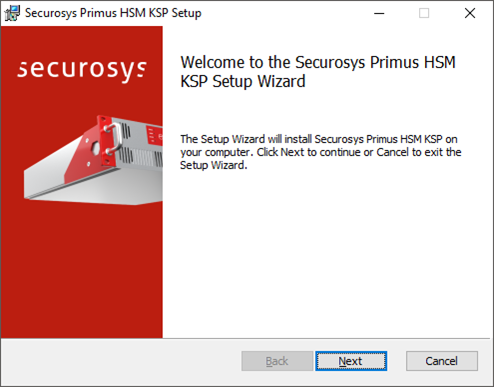 Securosys Primus HSM KSP Setup
securosys
Welcome to the Securosys Primus HSM
KSP Setup Wizard
The Setup Wizard will install Securosys Primus HSM KSP on
your computer. Click Next to continue or Cancel to exit the
Setup Wizard.
Back
Next
Cancel